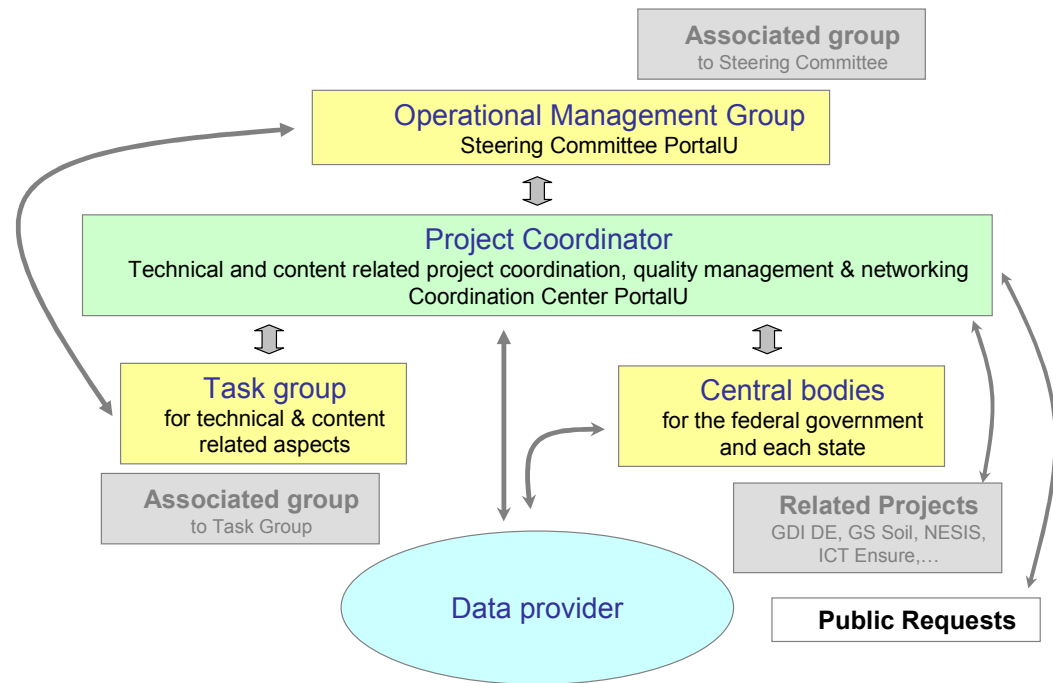 Associated group
to Steering Committee
Operational Management Group
Steering Committee PortalU
Project Coordinator
Technical and content related project coordination, quality management & networking
Coordination Center PortalU
Task group
for technical & content
related aspects
Central bodies
for the federal government
and each state
Associated group
to Task Group
Related Projects
GDI DE, GS Soil, NESIS,
ICT Ensure,…
Data provider
Public Requests